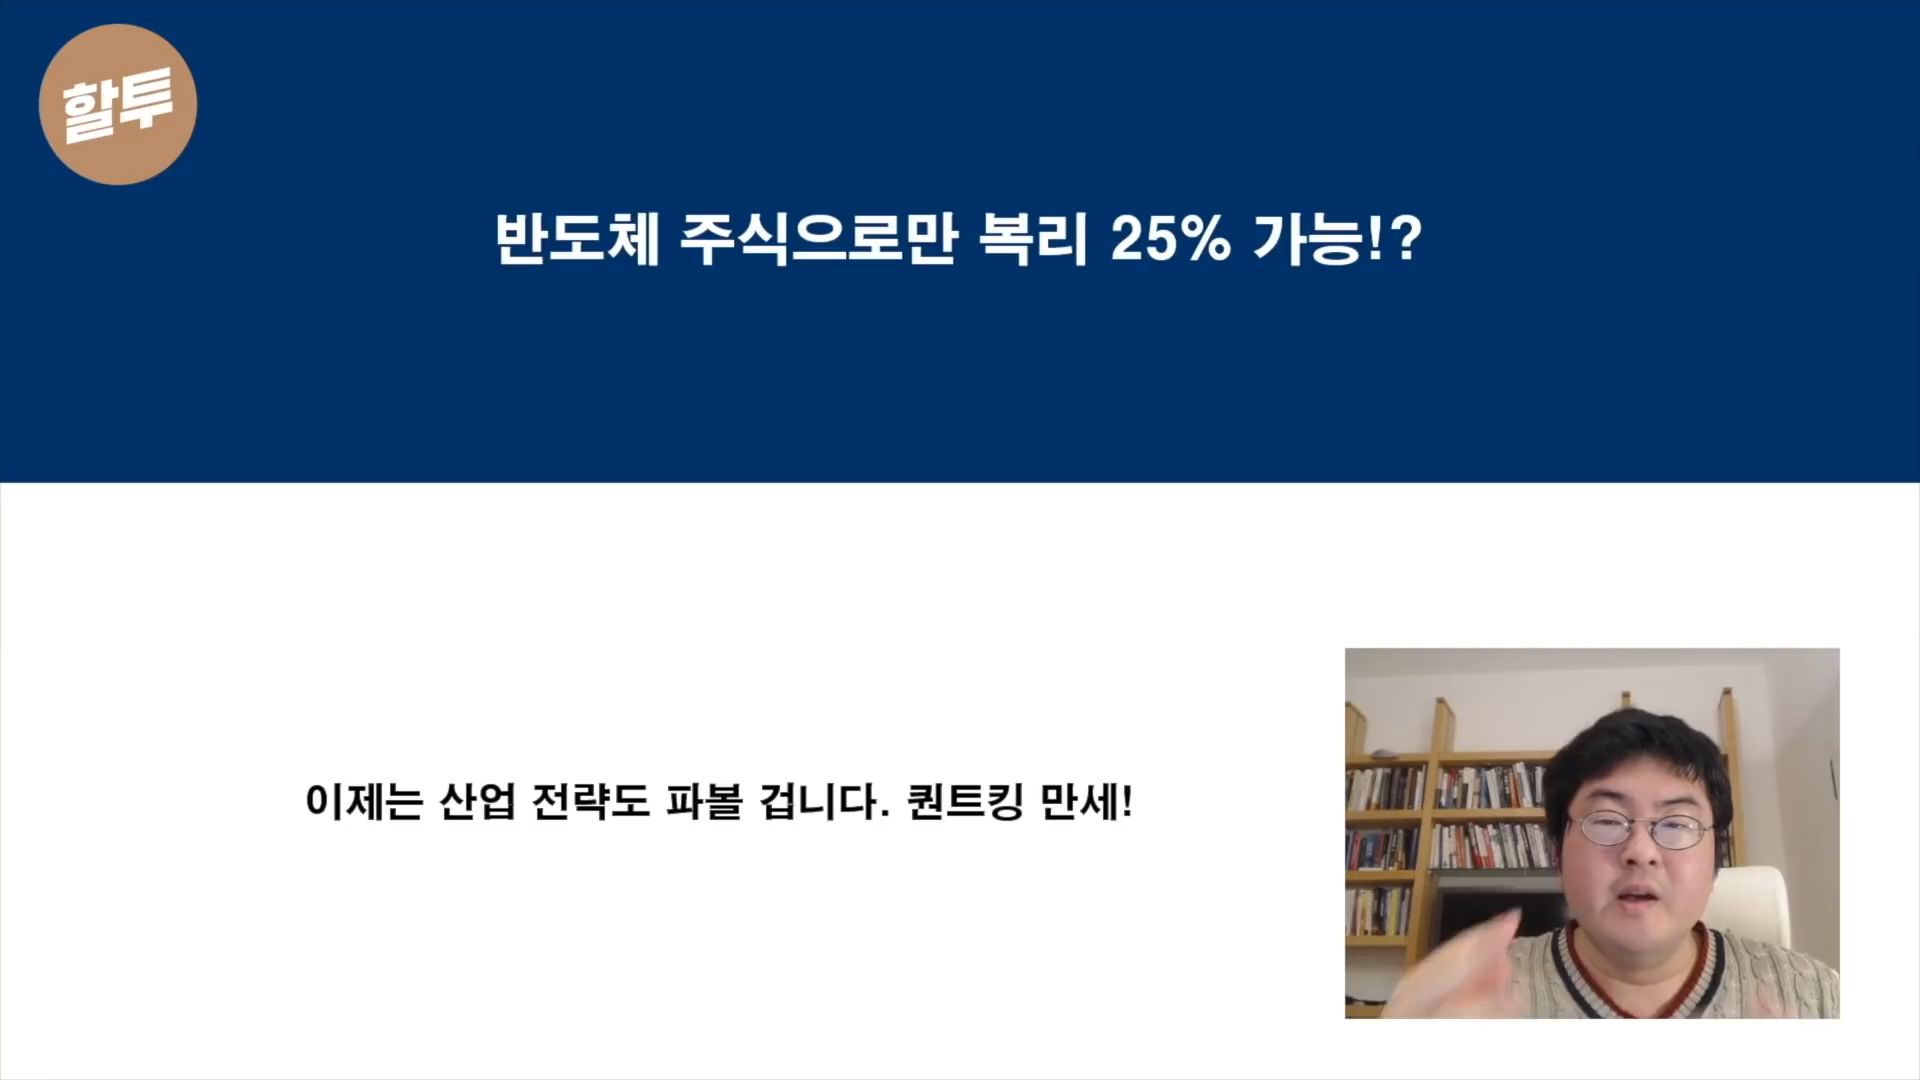 할투
반도체 주식으로만 복리 25% 가능!?
이제는 산업 전략도 파볼 겁니다. 퀀트킹 만세!